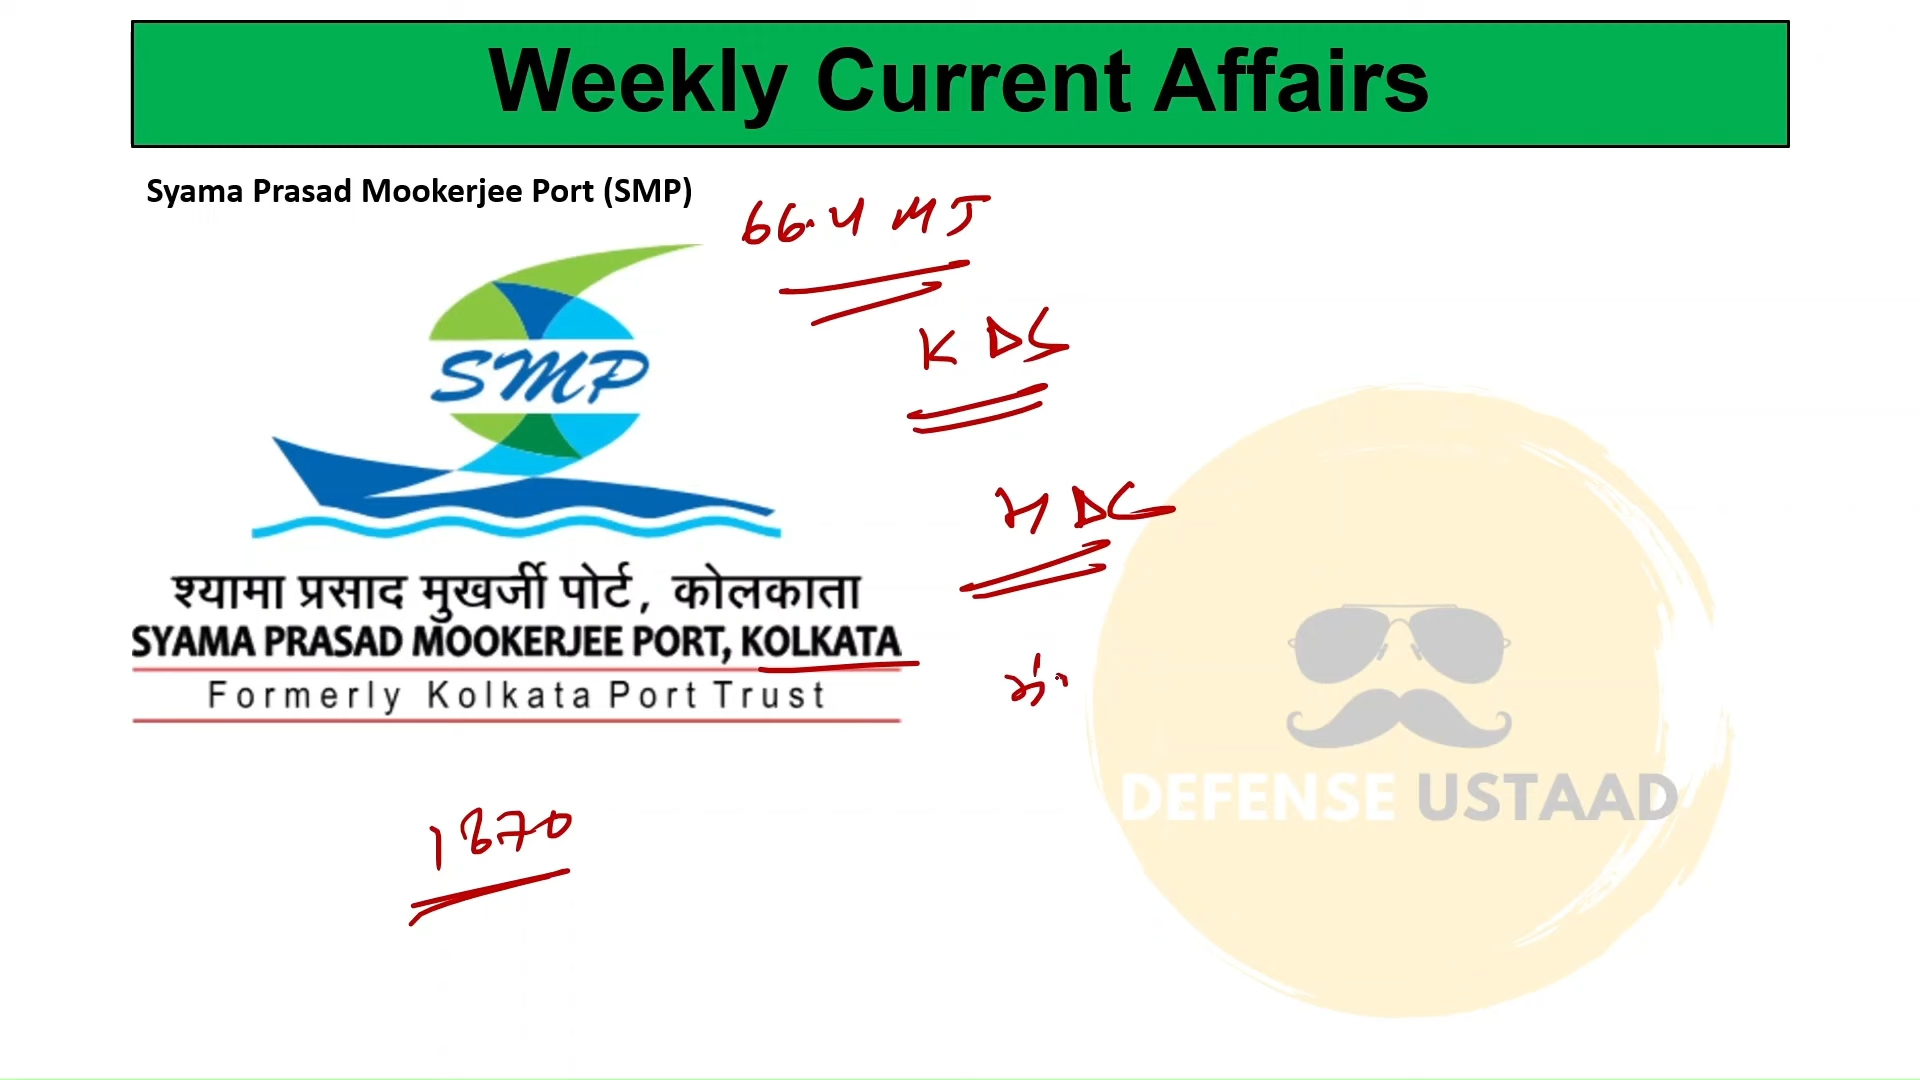 Weekly Current Affairs
Syama Prasad Mookerjee Port (SMP)
66.4 MT
SMP
KDS
HDC
श्यामा प्रसाद मुखर्जी पोर्ट, कोलकाता
SYAMA PRASAD MOOKERJEE PORT, KOLKATA
Formerly Kolkata Port Trust
DEFENSE USTAAD
1870